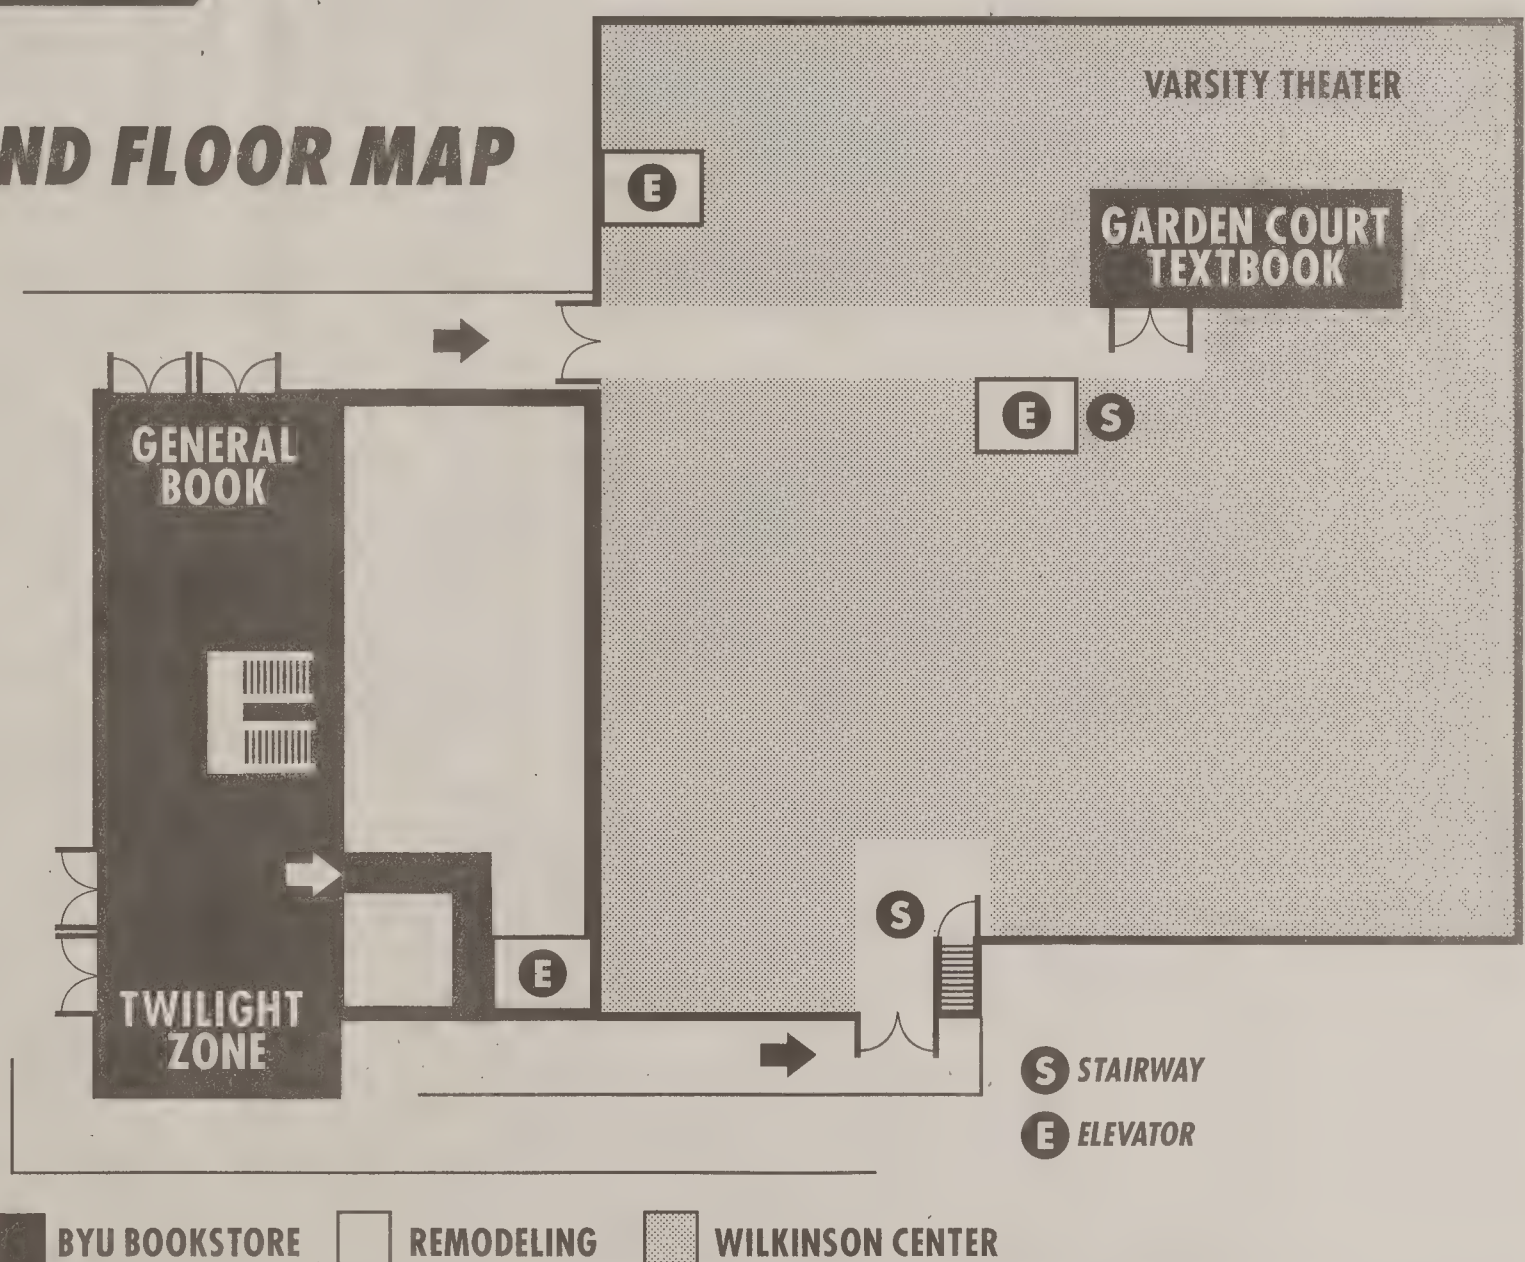 VARSITY THEATER
ND FLOOR MAP
E
GARDEN COURT
TEXTBOOK
E
S
GENERAL
BOOK
S
E
TWILIGHT
ZONE
S STAIRWAY
E ELEVATOR
BYU BOOKSTORE
REMODELING
WILKINSON CENTER